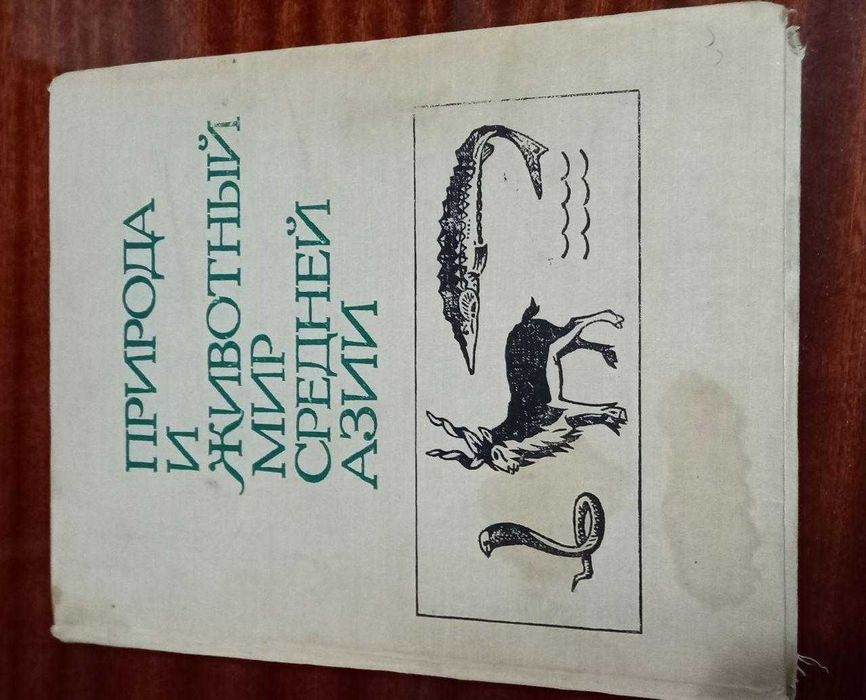 ПРИРОДА
И
ЖИВОТНЫЙ
МИР
СРЕДНЕЙ
АЗИИ